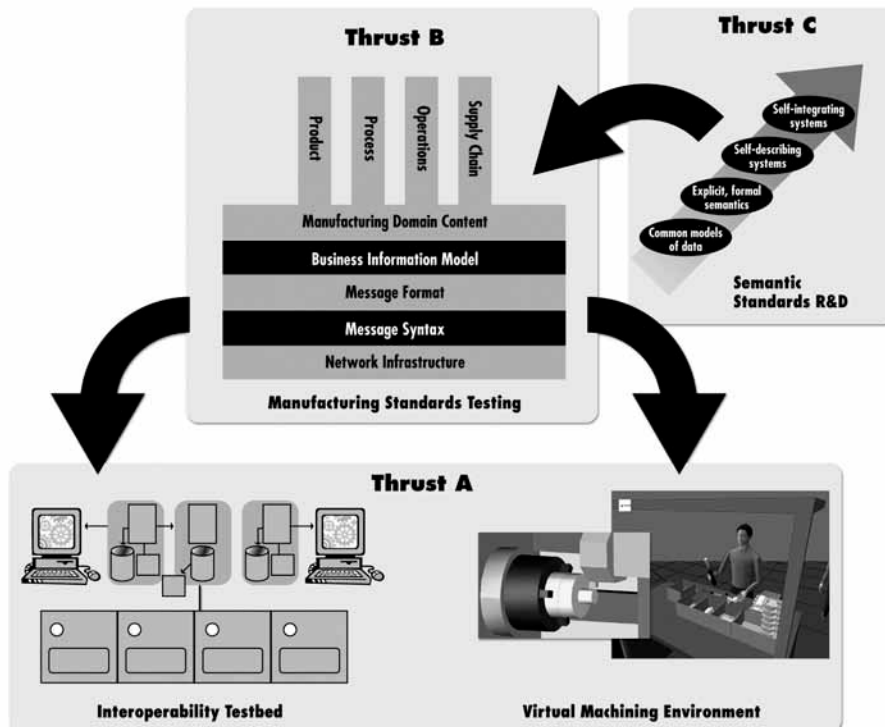 Thrust B
Product
Process
Operations
Supply Chain
Manufacturing Domain Content
Business Information Model
Message Format
Message Syntax
Network Infrastructure
Manufacturing Standards Testing
Thrust C
Self-integrating
systems
Self-describing
systems
Explicit, formal
semantics
Common models
of data
Semantic
Standards R&D
Thrust A
Interoperability Testbed
Virtual Machining Environment